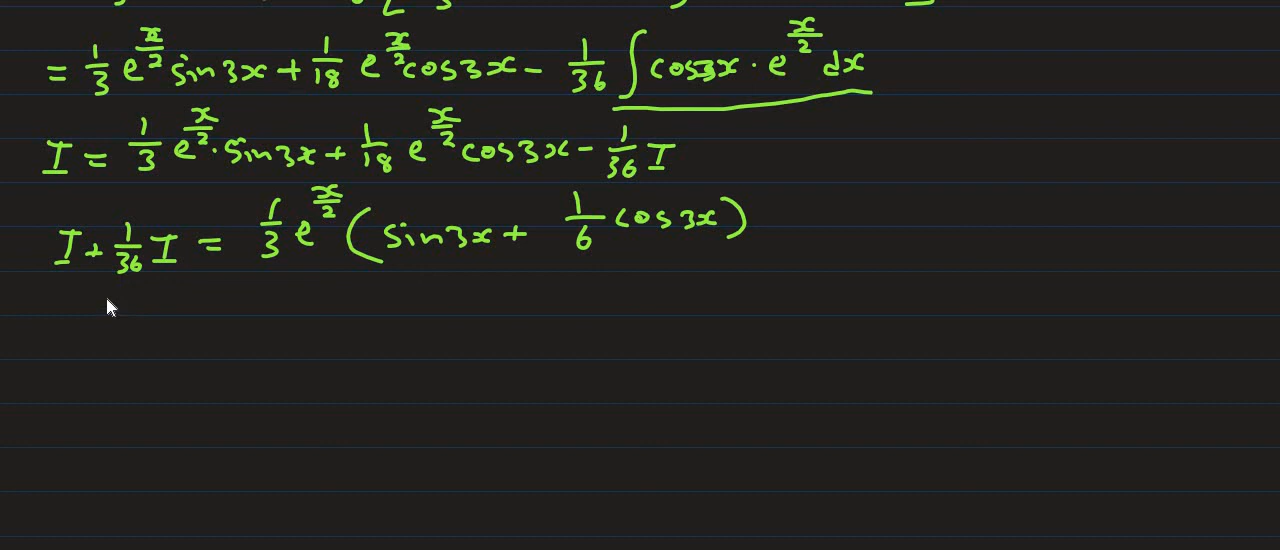 = 1/3 e^(x/2) sin3x + 1/18 e^(x/2) cos3x - 1/36 ∫ cos3x · e^(x/2) dx
I = 1/3 e^(x/2) · sin3x + 1/18 e^(x/2) cos3x - 1/36 I
I + 1/36 I = 1/3 e^(x/2) (sin3x + 1/6 cos3x)